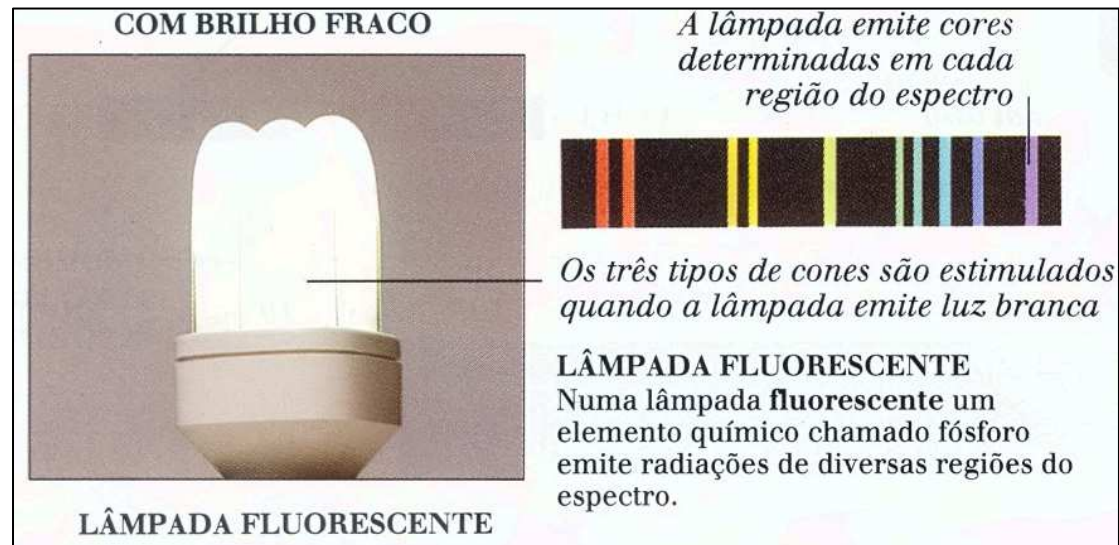 COM BRILHO FRACO
LÂMPADA FLUORESCENTE
A lâmpada emite cores
determinadas em cada
região do espectro
Os três tipos de cones são estimulados
quando a lâmpada emite luz branca
LÂMPADA FLUORESCENTE
Numa lâmpada fluorescente um
elemento químico chamado fósforo
emite radiações de diversas regiões do
espectro.